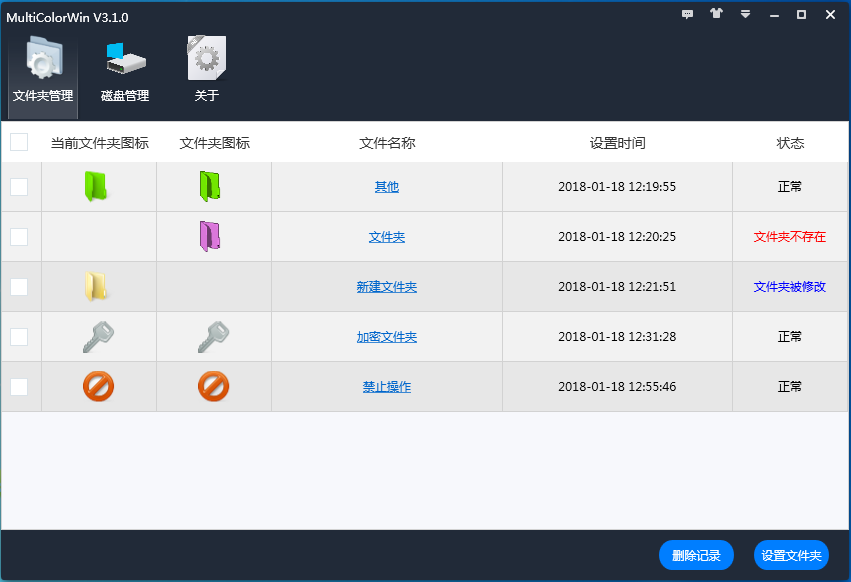 MultiColorWin V3.1.0
文件夹管理 磁盘管理 关于
当前文件夹图标 文件夹图标 文件名称 设置时间 状态
其他 2018-01-18 12:19:55 正常
文件夹 2018-01-18 12:20:25 文件夹不存在
新建文件夹 2018-01-18 12:21:51 文件夹被修改
加密文件夹 2018-01-18 12:31:28 正常
禁止操作 2018-01-18 12:55:46 正常
删除记录 设置文件夹